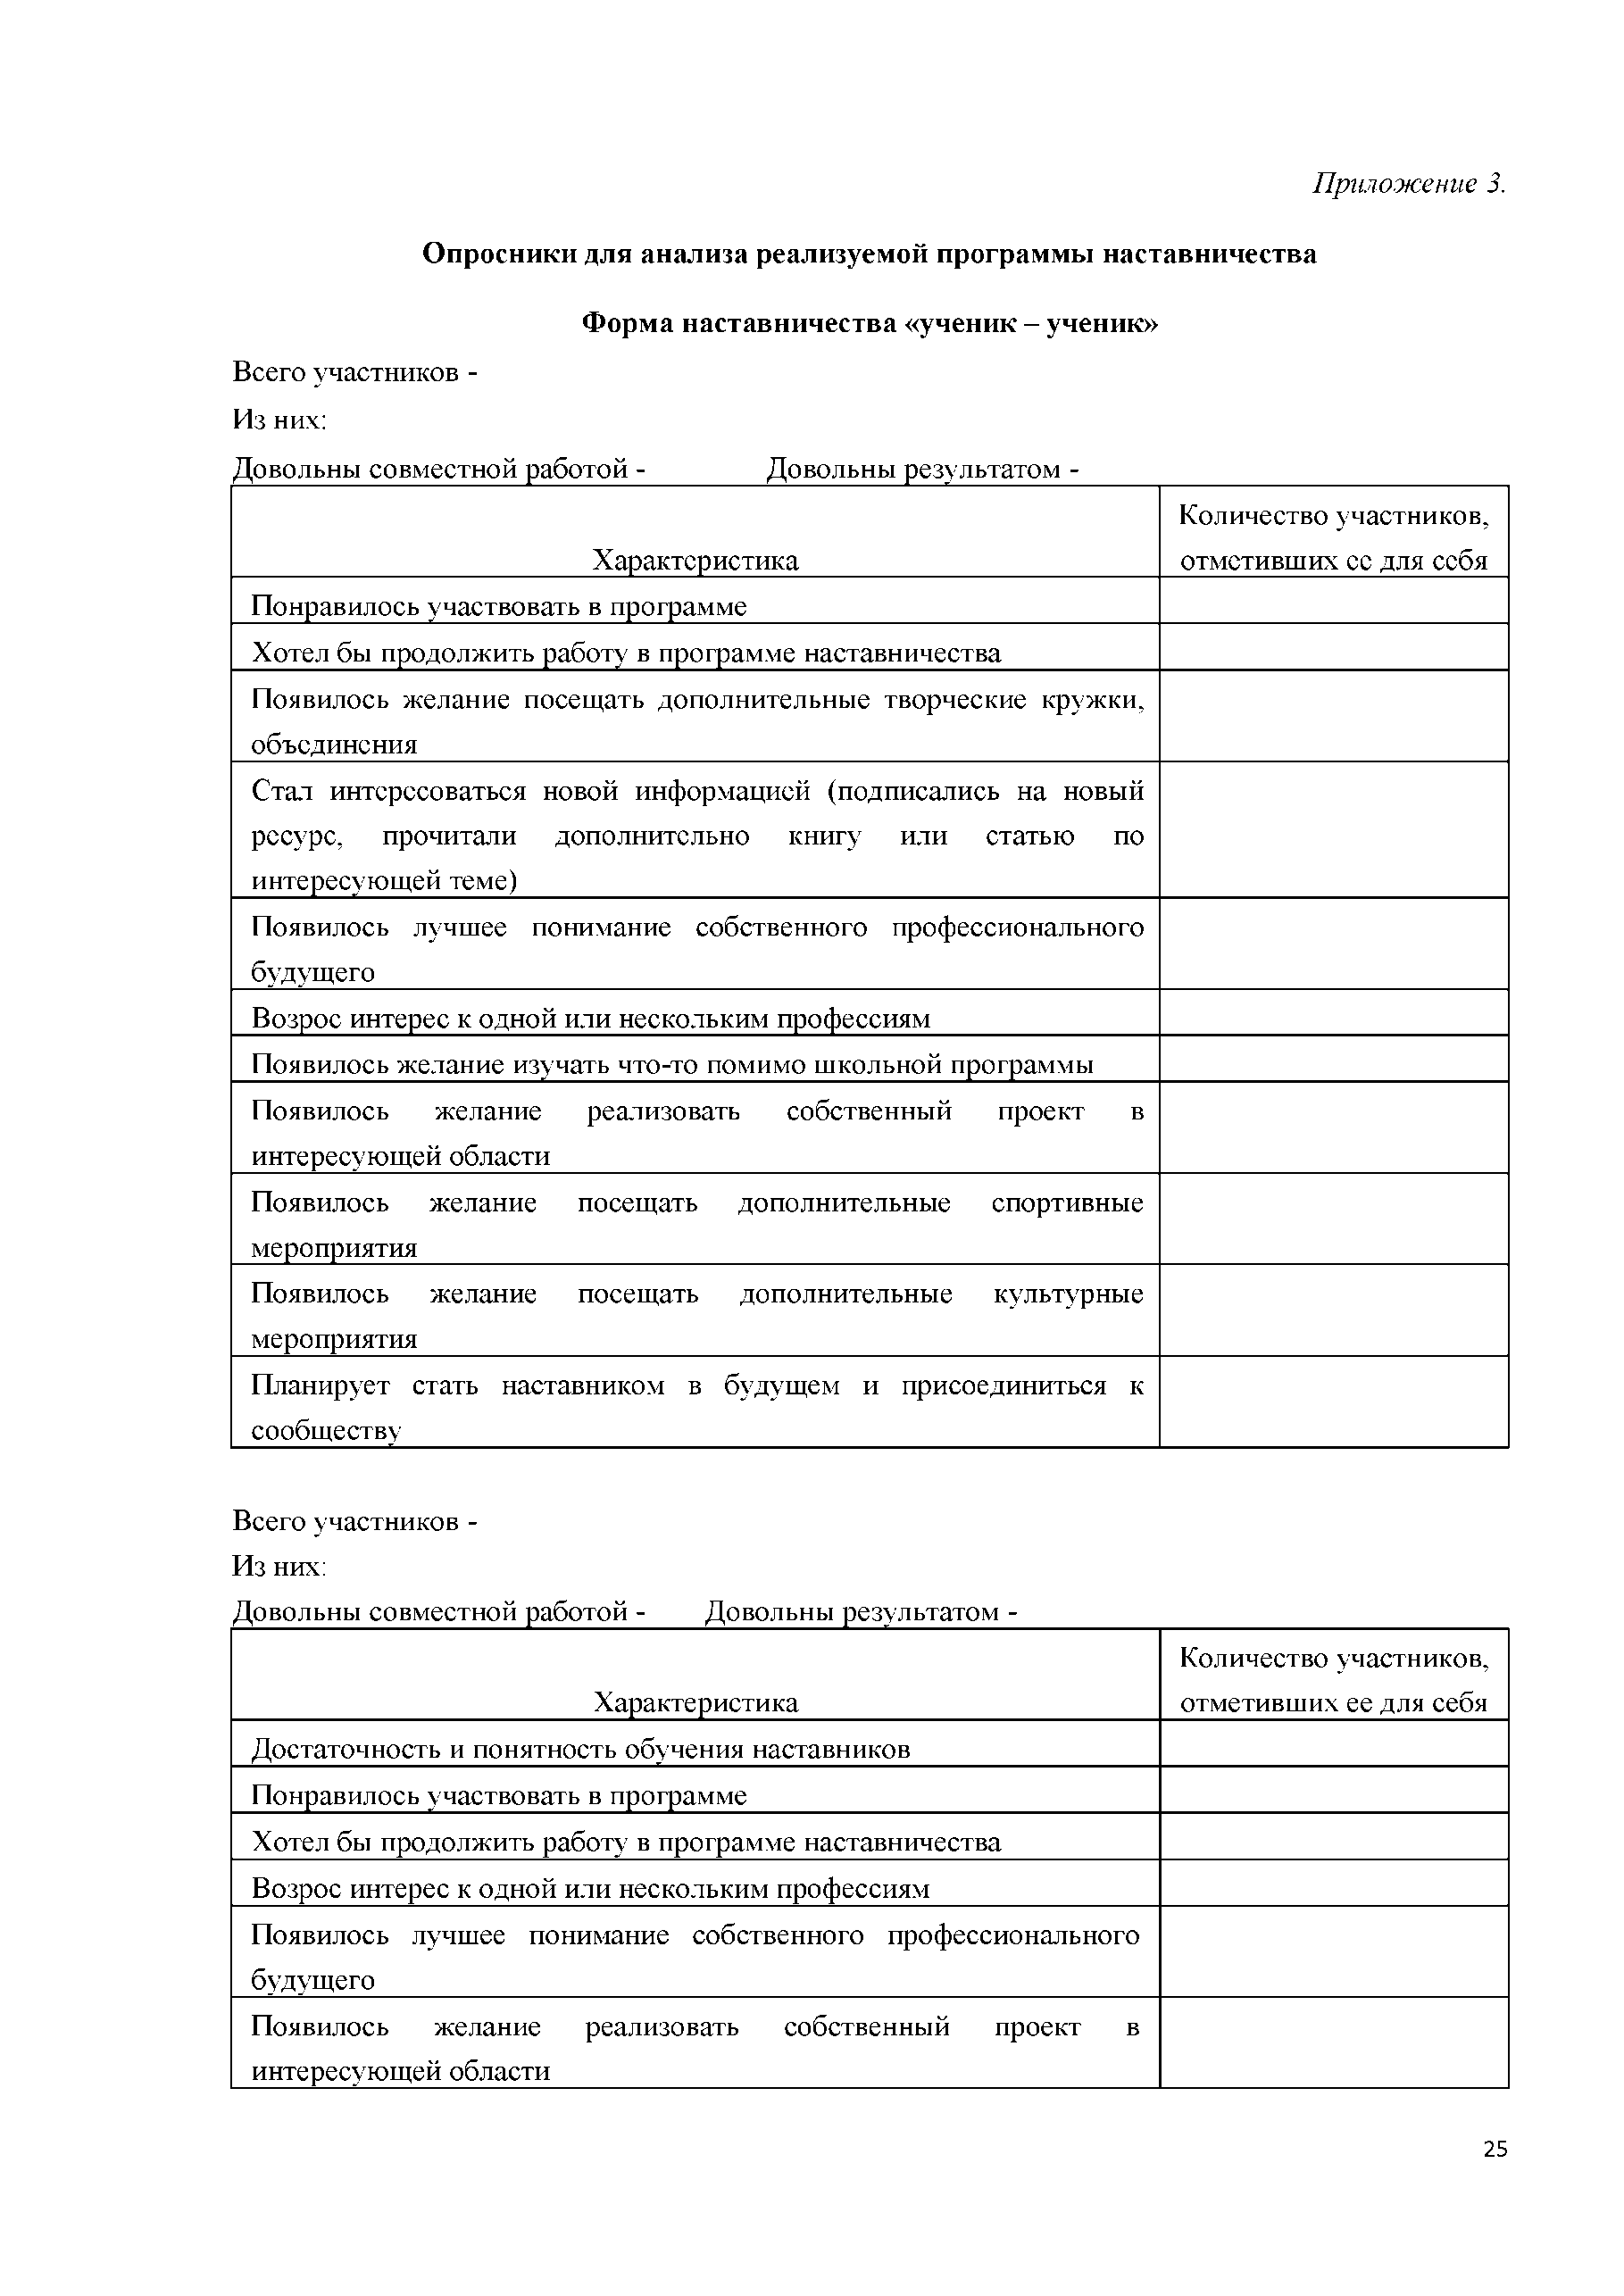 Приложение 3.
Опросники для анализа реализуемой программы наставничества
Форма наставничества «ученик – ученик»
Всего участников -
Из них:
Довольны совместной работой - Довольны результатом -
Количество участников,
Характеристика отметивших ее для себя
Понравилось участвовать в программе
Хотел бы продолжить работу в программе наставничества
Появилось желание посещать дополнительные творческие кружки,
объединения
Стал интересоваться новой информацией (подписались на новый
ресурс, прочитали дополнительно книгу или статью по
интересующей теме)
Появилось лучшее понимание собственного профессионального
будущего
Возрос интерес к одной или нескольким профессиям
Появилось желание изучать что-то помимо школьной программы
Появилось желание реализовать собственный проект в
интересующей области
Появилось желание посещать дополнительные спортивные
мероприятия
Появилось желание посещать дополнительные культурные
мероприятия
Планирует стать наставником в будущем и присоединиться к
сообществу
Всего участников -
Из них:
Довольны совместной работой - Довольны результатом -
Количество участников,
Характеристика отметивших ее для себя
Достаточность и понятность обучения наставников
Понравилось участвовать в программе
Хотел бы продолжить работу в программе наставничества
Возрос интерес к одной или нескольким профессиям
Появилось лучшее понимание собственного профессионального
будущего
Появилось желание реализовать собственный проект в
интересующей области
25